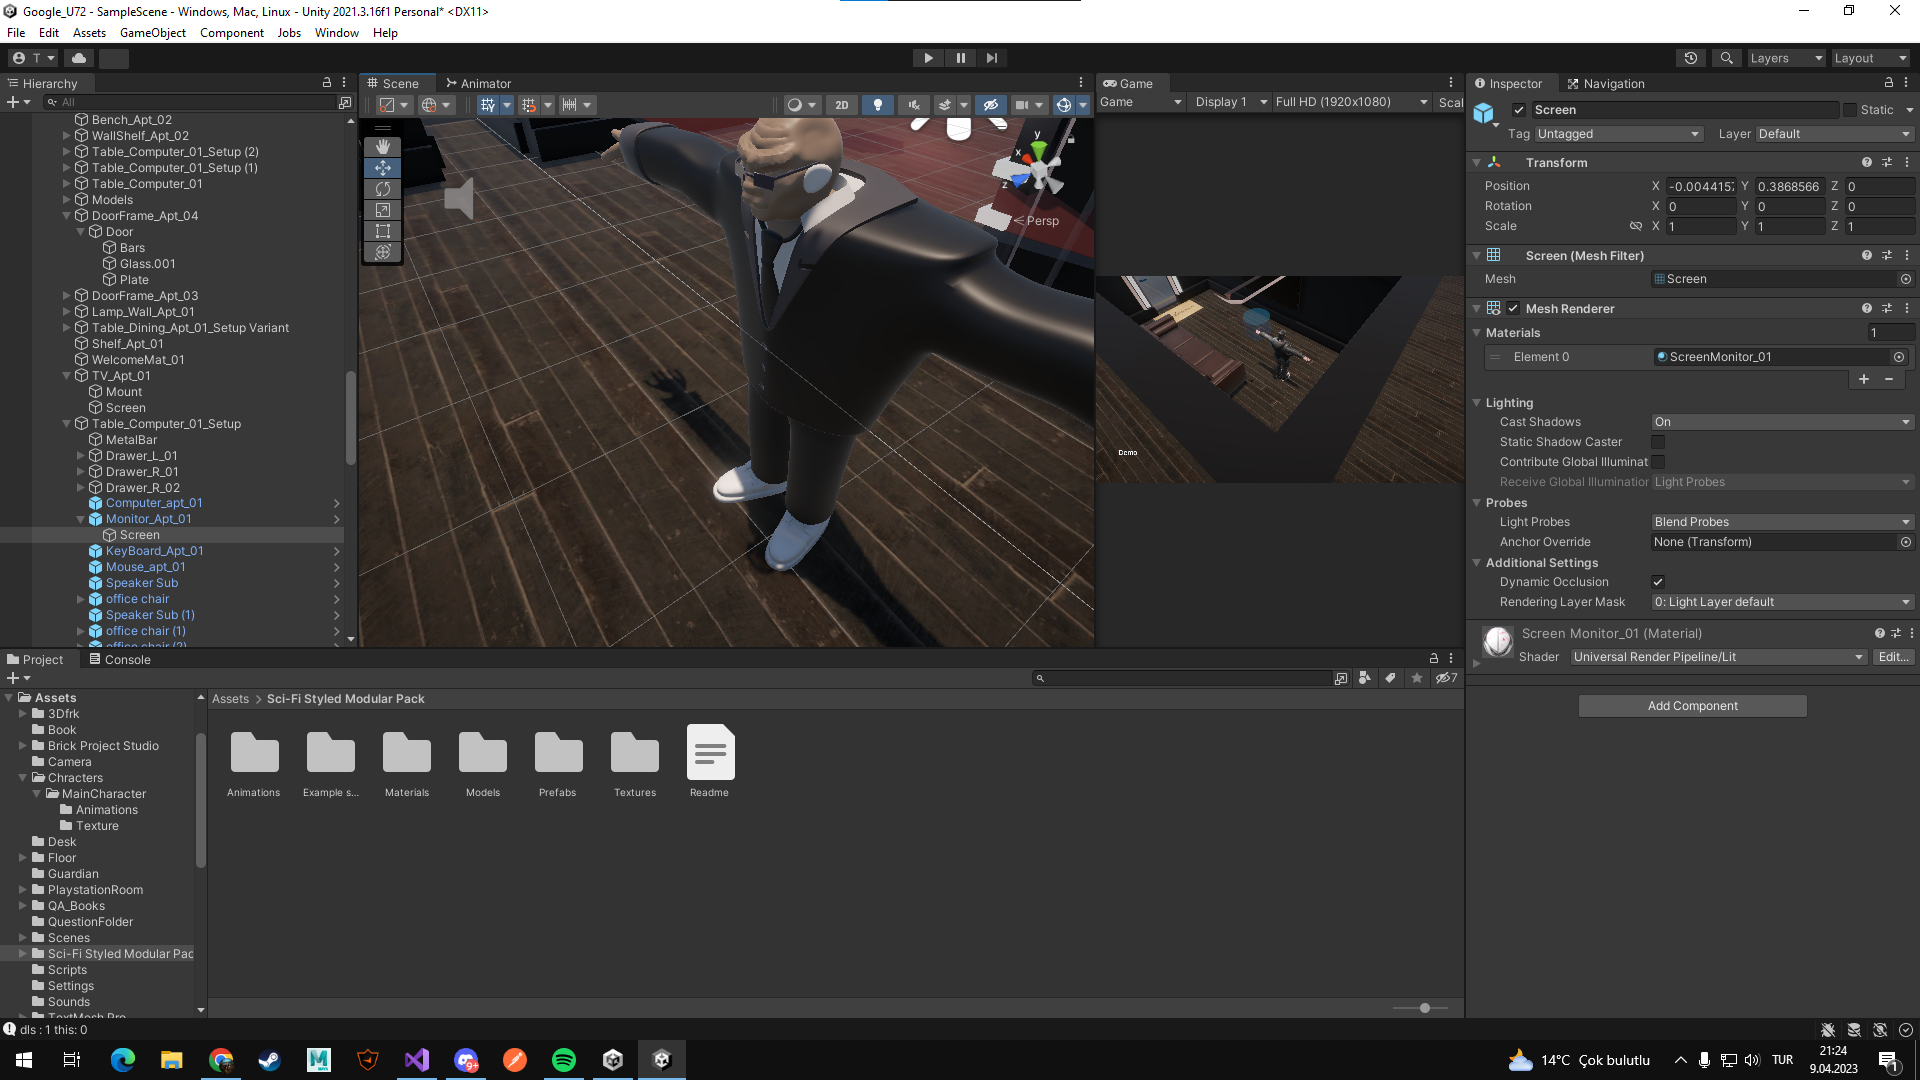 Google_U72 - SampleScene - Windows, Mac, Linux - Unity 2021.3.16f1 Personal* <DX11>
File Edit Assets GameObject Component Jobs Window Help
T Layers Layout
Hierarchy
All
Bench_Apt_02
WallShelf_Apt_02
Table_Computer_01_Setup (2)
Table_Computer_01_Setup (1)
Table_Computer_01
Models
DoorFrame_Apt_04
Door
Bars
Glass.001
Plate
DoorFrame_Apt_03
Lamp_Wall_Apt_01
Table_Dining_Apt_01_Setup Variant
Shelf_Apt_01
WelcomeMat_01
TV_Apt_01
Mount
Screen
Table_Computer_01_Setup
MetalBar
Drawer_L_01
Drawer_R_01
Drawer_R_02
Computer_apt_01
Monitor_Apt_01
Screen
KeyBoard_Apt_01
Mouse_apt_01
Speaker Sub
office chair
Speaker Sub (1)
office chair (1)
office chair (2)
Scene Animator
2D
y
x
z
Persp
Game
Game Display 1 Full HD (1920x1080) Scal
Demo
Inspector Navigation
Screen Static
Tag Untagged Layer Default
Transform
Position X -0.004415 Y 0.3868566 Z 0
Rotation X 0 Y 0 Z 0
Scale X 1 Y 1 Z 1
Screen (Mesh Filter)
Mesh Screen
Mesh Renderer
Materials 1
Element 0 ScreenMonitor_01
Lighting
Cast Shadows On
Static Shadow Caster
Contribute Global Illuminat
Receive Global Illumination Light Probes
Probes
Light Probes Blend Probes
Anchor Override None (Transform)
Additional Settings
Dynamic Occlusion
Rendering Layer Mask 0: Light Layer default
Screen Monitor_01 (Material)
Shader Universal Render Pipeline/Lit Edit...
Add Component
Project Console
7
Assets
3Dfrk
Book
Brick Project Studio
Camera
Chracters
MainCharacter
Animations
Texture
Desk
Floor
Guardian
PlaystationRoom
QA_Books
QuestionFolder
Scenes
Sci-Fi Styled Modular Pac
Scripts
Settings
Sounds
TextMesh Pro
Assets > Sci-Fi Styled Modular Pack
Animations Example s... Materials Models Prefabs Textures Readme
dls : 1 this: 0
9+
14°C Çok bulutlu
TUR
21:24
9.04.2023
1